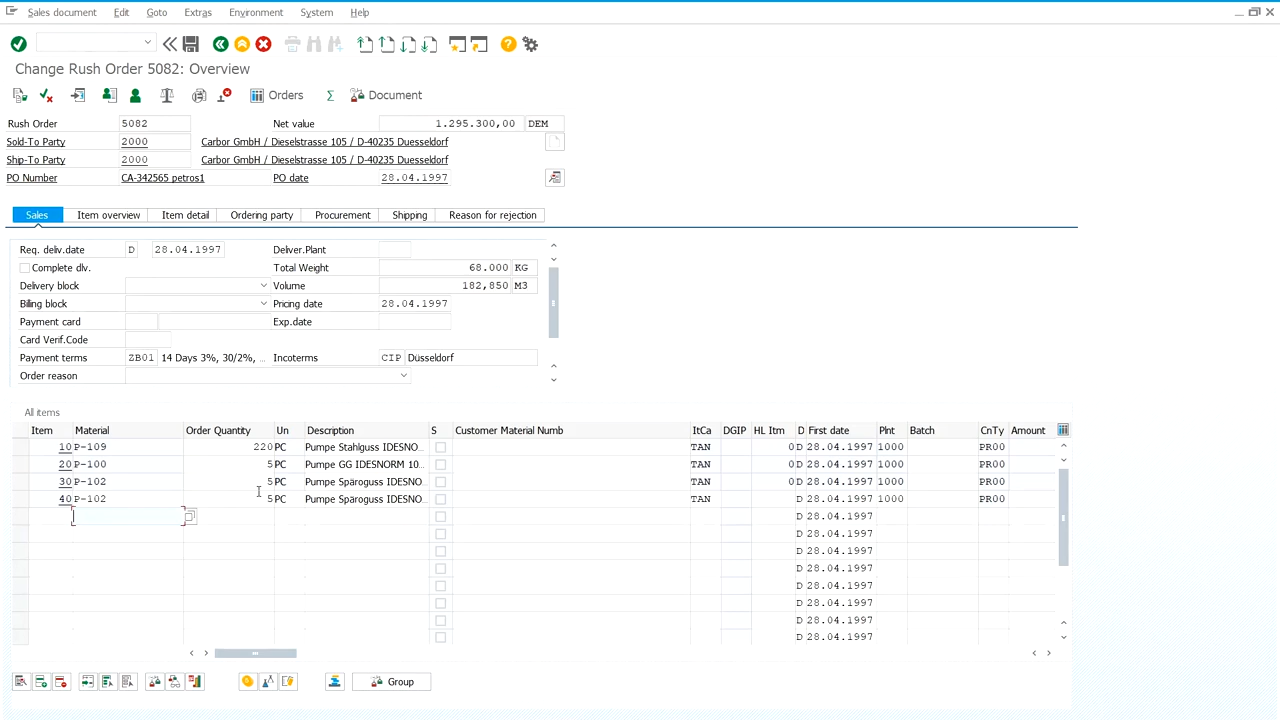 Sales document Edit Goto Extras Environment System Help
Change Rush Order 5082: Overview
Orders Σ Document
Rush Order 5082 Net value 1.295.300,00 DEM
Sold-To Party 2000 Carbor GmbH / Dieselstrasse 105 / D-40235 Duesseldorf
Ship-To Party 2000 Carbor GmbH / Dieselstrasse 105 / D-40235 Duesseldorf
PO Number CA-342565 petros1 PO date 28.04.1997
Sales Item overview Item detail Ordering party Procurement Shipping Reason for rejection
Req. deliv.date D 28.04.1997 Deliver.Plant
Complete dlv. Total Weight 68.000 KG
Delivery block Volume 182,850 M3
Billing block Pricing date 28.04.1997
Payment card Exp.date
Card Verif.Code
Payment terms ZB01 14 Days 3%, 30/2%, ... Incoterms CIP Düsseldorf
Order reason
All items
Item Material Order Quantity Un Description S Customer Material Numb ItCa DGIP HL Itm D First date Plnt Batch CnTy Amount
10 P-109 220 PC Pumpe Stahlguss IDESNO... TAN 0 D 28.04.1997 1000 PR00
20 P-100 5 PC Pumpe GG IDESNORM 10... TAN 0 D 28.04.1997 1000 PR00
30 P-102 5 PC Pumpe Späroguss IDESNO... TAN 0 D 28.04.1997 1000 PR00
40 P-102 5 PC Pumpe Späroguss IDESNO... TAN D 28.04.1997 1000 PR00
D 28.04.1997
D 28.04.1997
D 28.04.1997
D 28.04.1997
D 28.04.1997
D 28.04.1997
D 28.04.1997
D 28.04.1997
Group